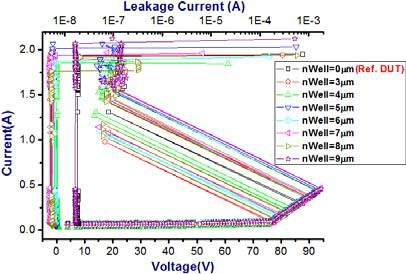 Leakage Current (A)
1E-8 1E-7 1E-6 1E-5 1E-4 1E-3
2.0
1.5
1.0
0.5
0.0
Current(A)
nWell=0μm(Ref. DUT)
nWell=3μm
nWell=4μm
nWell=5μm
nWell=6μm
nWell=7μm
nWell=8μm
nWell=9μm
0 10 20 30 40 50 60 70 80 90
Voltage(V)